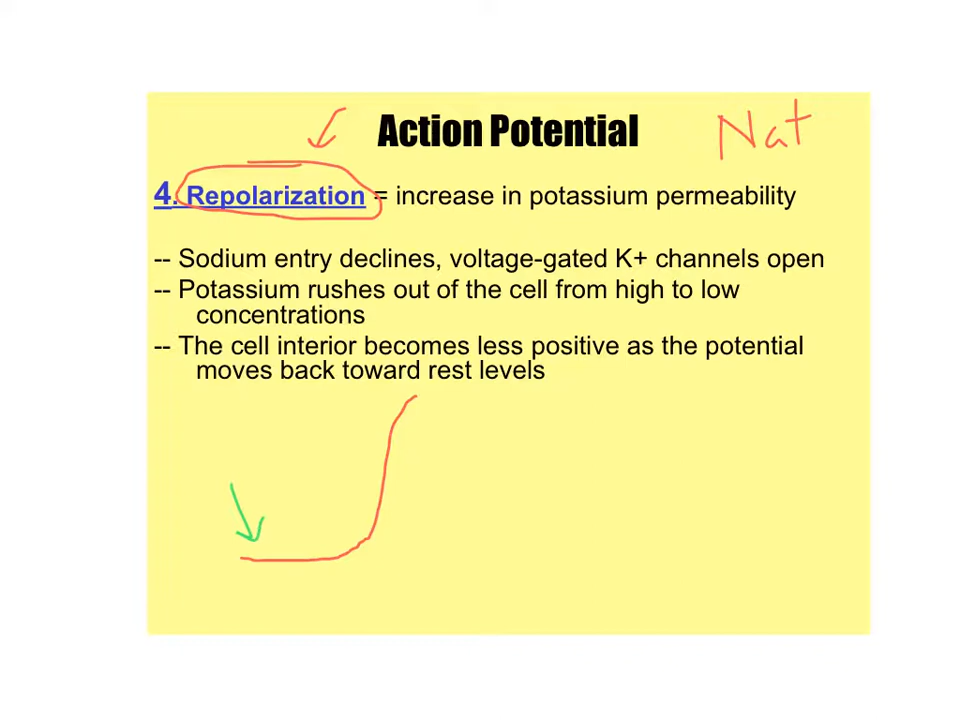 Action Potential
Na+
4. Repolarization = increase in potassium permeability
-- Sodium entry declines, voltage-gated K+ channels open
-- Potassium rushes out of the cell from high to low
concentrations
-- The cell interior becomes less positive as the potential
moves back toward rest levels